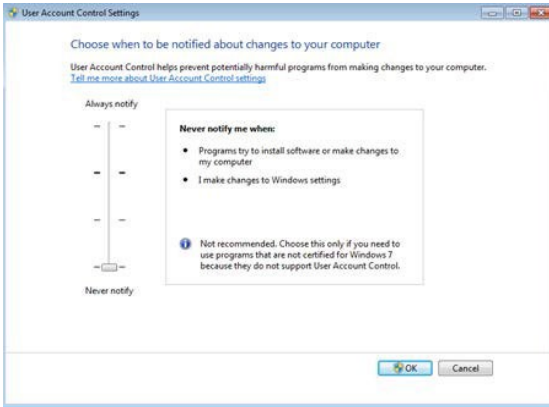 User Account Control Settings
Choose when to be notified about changes to your computer
User Account Control helps prevent potentially harmful programs from making changes to your computer.
Tell me more about User Account Control settings
Always notify
Never notify me when:
• Programs try to install software or make changes to
my computer
• I make changes to Windows settings
Not recommended. Choose this only if you need to
use programs that are not certified for Windows 7
because they do not support User Account Control.
Never notify
OK
Cancel